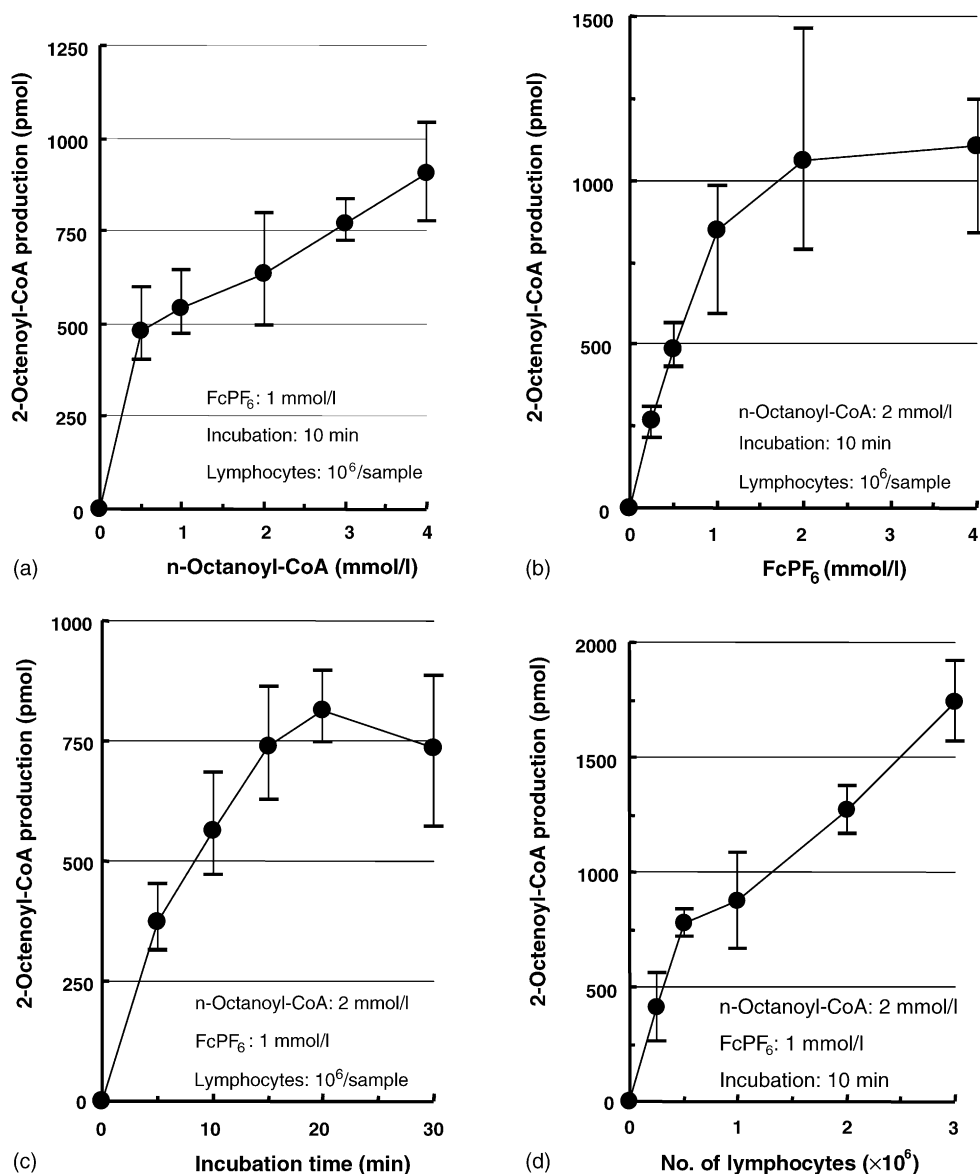 1250
1000
750
500
250
0
2-Octenoyl-CoA production (pmol)
FcPF6: 1 mmol/l
Incubation: 10 min
Lymphocytes: 10^6/sample
0 1 2 3 4
(a) n-Octanoyl-CoA (mmol/l)
1500
1000
500
0
2-Octenoyl-CoA production (pmol)
n-Octanoyl-CoA: 2 mmol/l
Incubation: 10 min
Lymphocytes: 10^6/sample
0 1 2 3 4
(b) FcPF6 (mmol/l)
1000
750
500
250
0
2-Octenoyl-CoA production (pmol)
n-Octanoyl-CoA: 2 mmol/l
FcPF6: 1 mmol/l
Lymphocytes: 10^6/sample
0 10 20 30
(c) Incubation time (min)
2000
1500
1000
500
0
2-Octenoyl-CoA production (pmol)
n-Octanoyl-CoA: 2 mmol/l
FcPF6: 1 mmol/l
Incubation: 10 min
0 1 2 3
(d) No. of lymphocytes (×10^6)